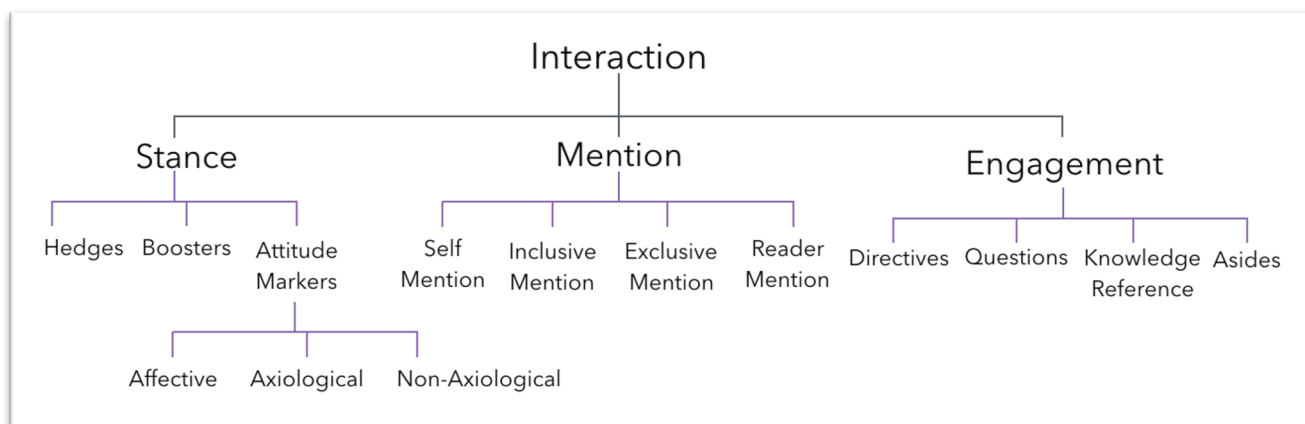 Interaction
Stance
Mention
Engagement
Hedges
Boosters
Attitude
Markers
Self
Mention
Inclusive
Mention
Exclusive
Mention
Reader
Mention
Directives
Questions
Knowledge
Reference
Asides
Affective
Axiological
Non-Axiological